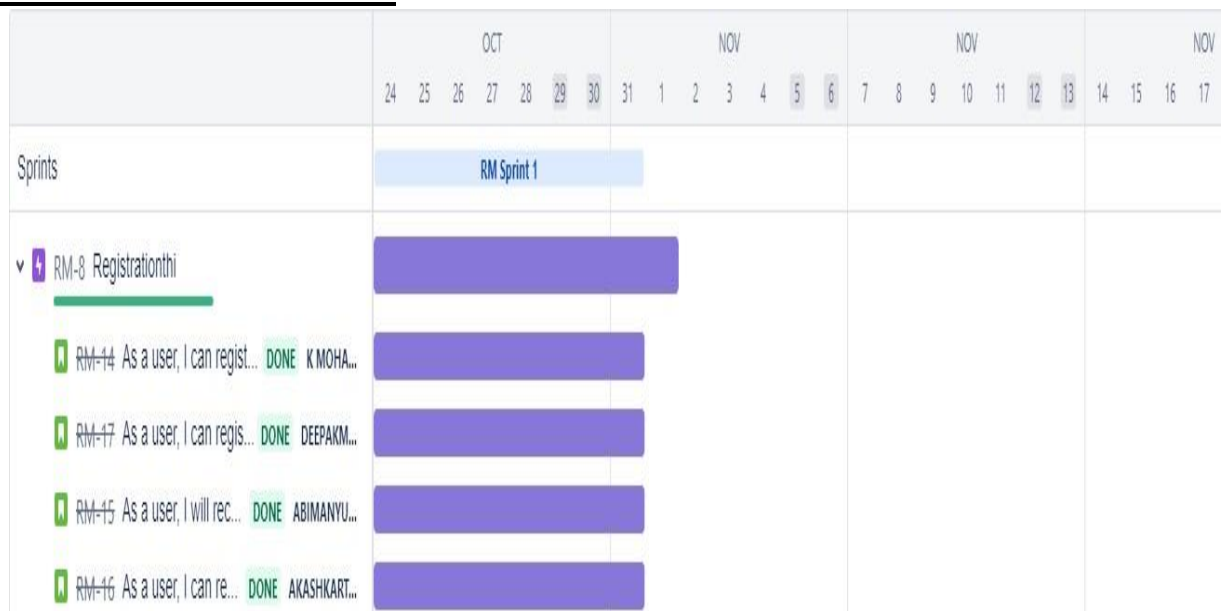 OCT NOV NOV NOV
24 25 26 27 28 29 30 31 1 2 3 4 5 6 7 8 9 10 11 12 13 14 15 16 17
Sprints RM Sprint 1
RM-8 Registrationthi
RM-14 As a user, I can regist... DONE K MOHA...
RM-17 As a user, I can regis... DONE DEEPAKM...
RM-15 As a user, I will rec... DONE ABIMANYU...
RM-16 As a user, I can re... DONE AKASHKART...